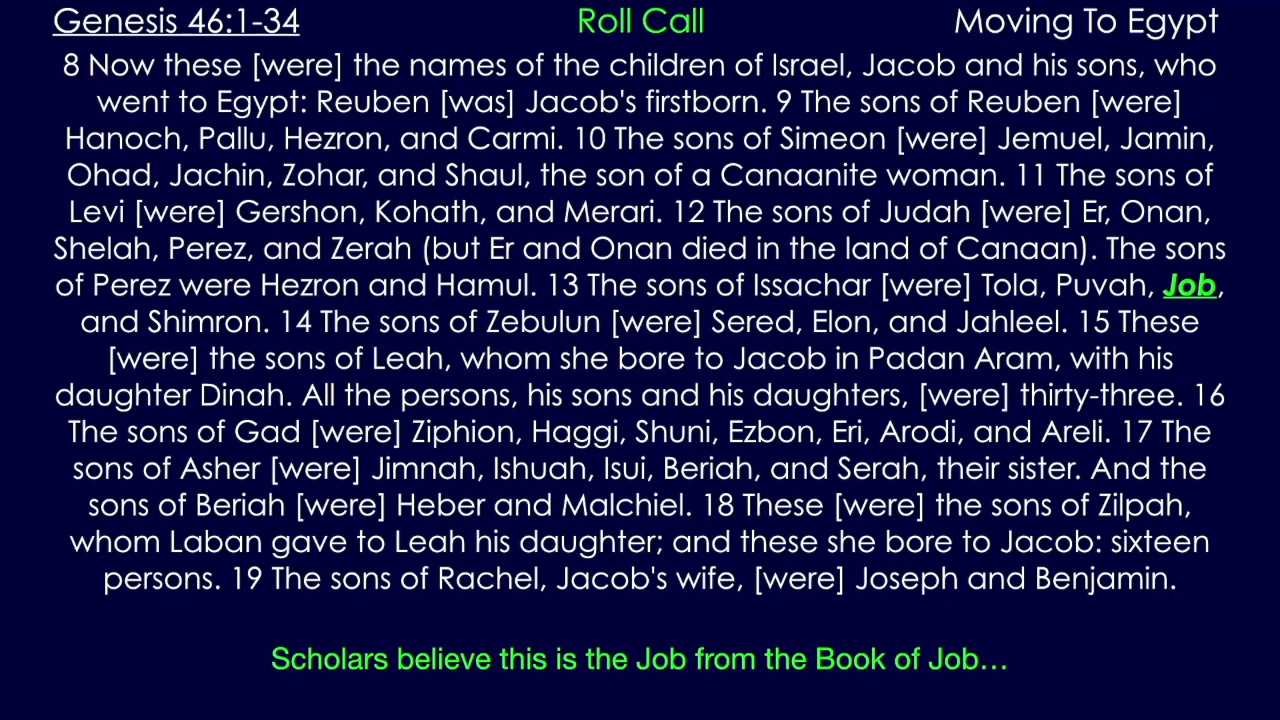 Genesis 46:1-34 Roll Call Moving To Egypt
8 Now these [were] the names of the children of Israel, Jacob and his sons, who
went to Egypt: Reuben [was] Jacob's firstborn. 9 The sons of Reuben [were]
Hanoch, Pallu, Hezron, and Carmi. 10 The sons of Simeon [were] Jemuel, Jamin,
Ohad, Jachin, Zohar, and Shaul, the son of a Canaanite woman. 11 The sons of
Levi [were] Gershon, Kohath, and Merari. 12 The sons of Judah [were] Er, Onan,
Shelah, Perez, and Zerah (but Er and Onan died in the land of Canaan). The sons
of Perez were Hezron and Hamul. 13 The sons of Issachar [were] Tola, Puvah, Job,
and Shimron. 14 The sons of Zebulun [were] Sered, Elon, and Jahleel. 15 These
[were] the sons of Leah, whom she bore to Jacob in Padan Aram, with his
daughter Dinah. All the persons, his sons and his daughters, [were] thirty-three. 16
The sons of Gad [were] Ziphion, Haggi, Shuni, Ezbon, Eri, Arodi, and Areli. 17 The
sons of Asher [were] Jimnah, Ishuah, Isui, Beriah, and Serah, their sister. And the
sons of Beriah [were] Heber and Malchiel. 18 These [were] the sons of Zilpah,
whom Laban gave to Leah his daughter; and these she bore to Jacob: sixteen
persons. 19 The sons of Rachel, Jacob's wife, [were] Joseph and Benjamin.
Scholars believe this is the Job from the Book of Job…